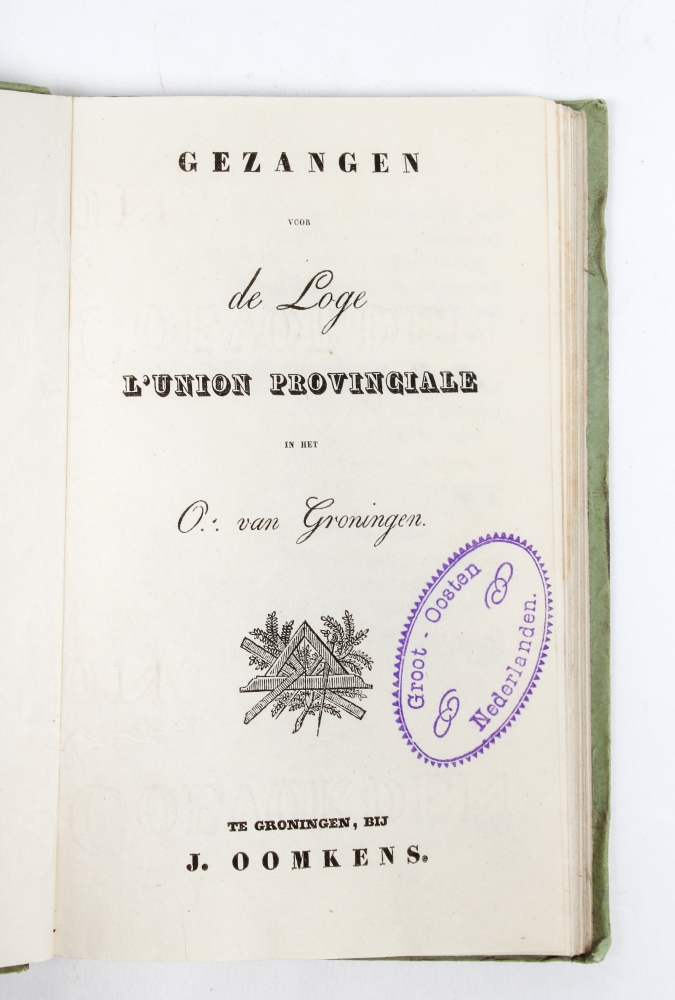 GEZANGEN
VOOR
de Loge
L'UNION PROVINCIALE
IN HET
O.·. van Groningen.
Groot-Oosten
Nederlanden.
TE GRONINGEN, BIJ
J. OOMKENS.